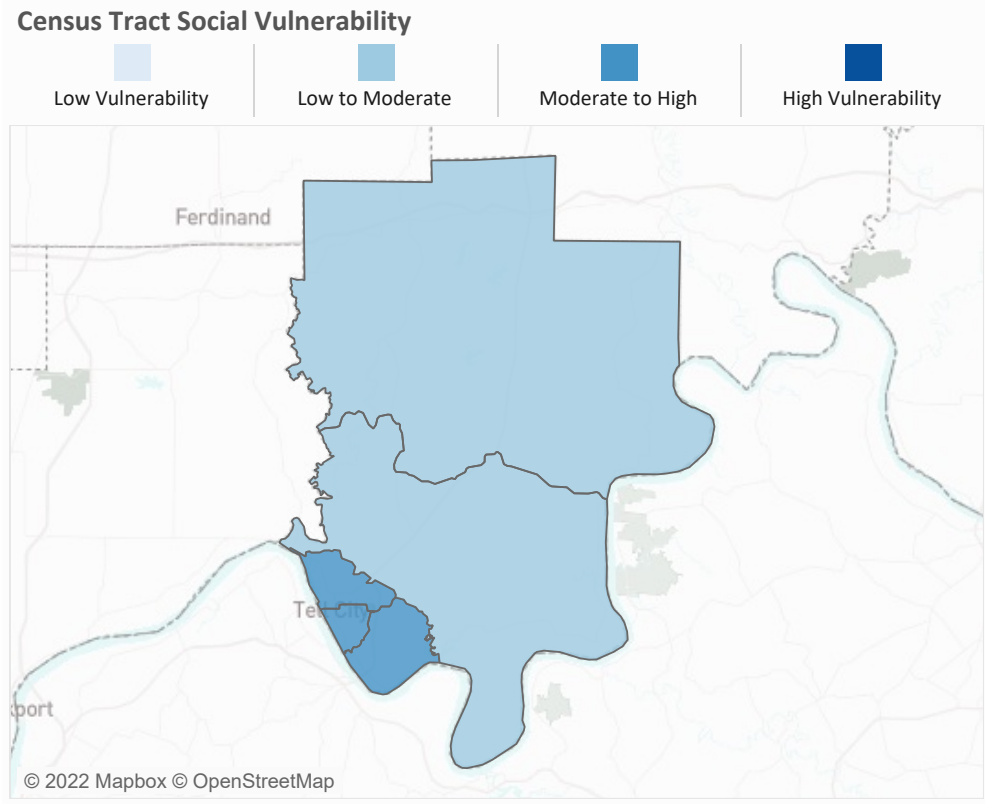 Census Tract Social Vulnerability
Low Vulnerability
Low to Moderate
Moderate to High
High Vulnerability
Ferdinand
Tell City
kport
© 2022 Mapbox © OpenStreetMap